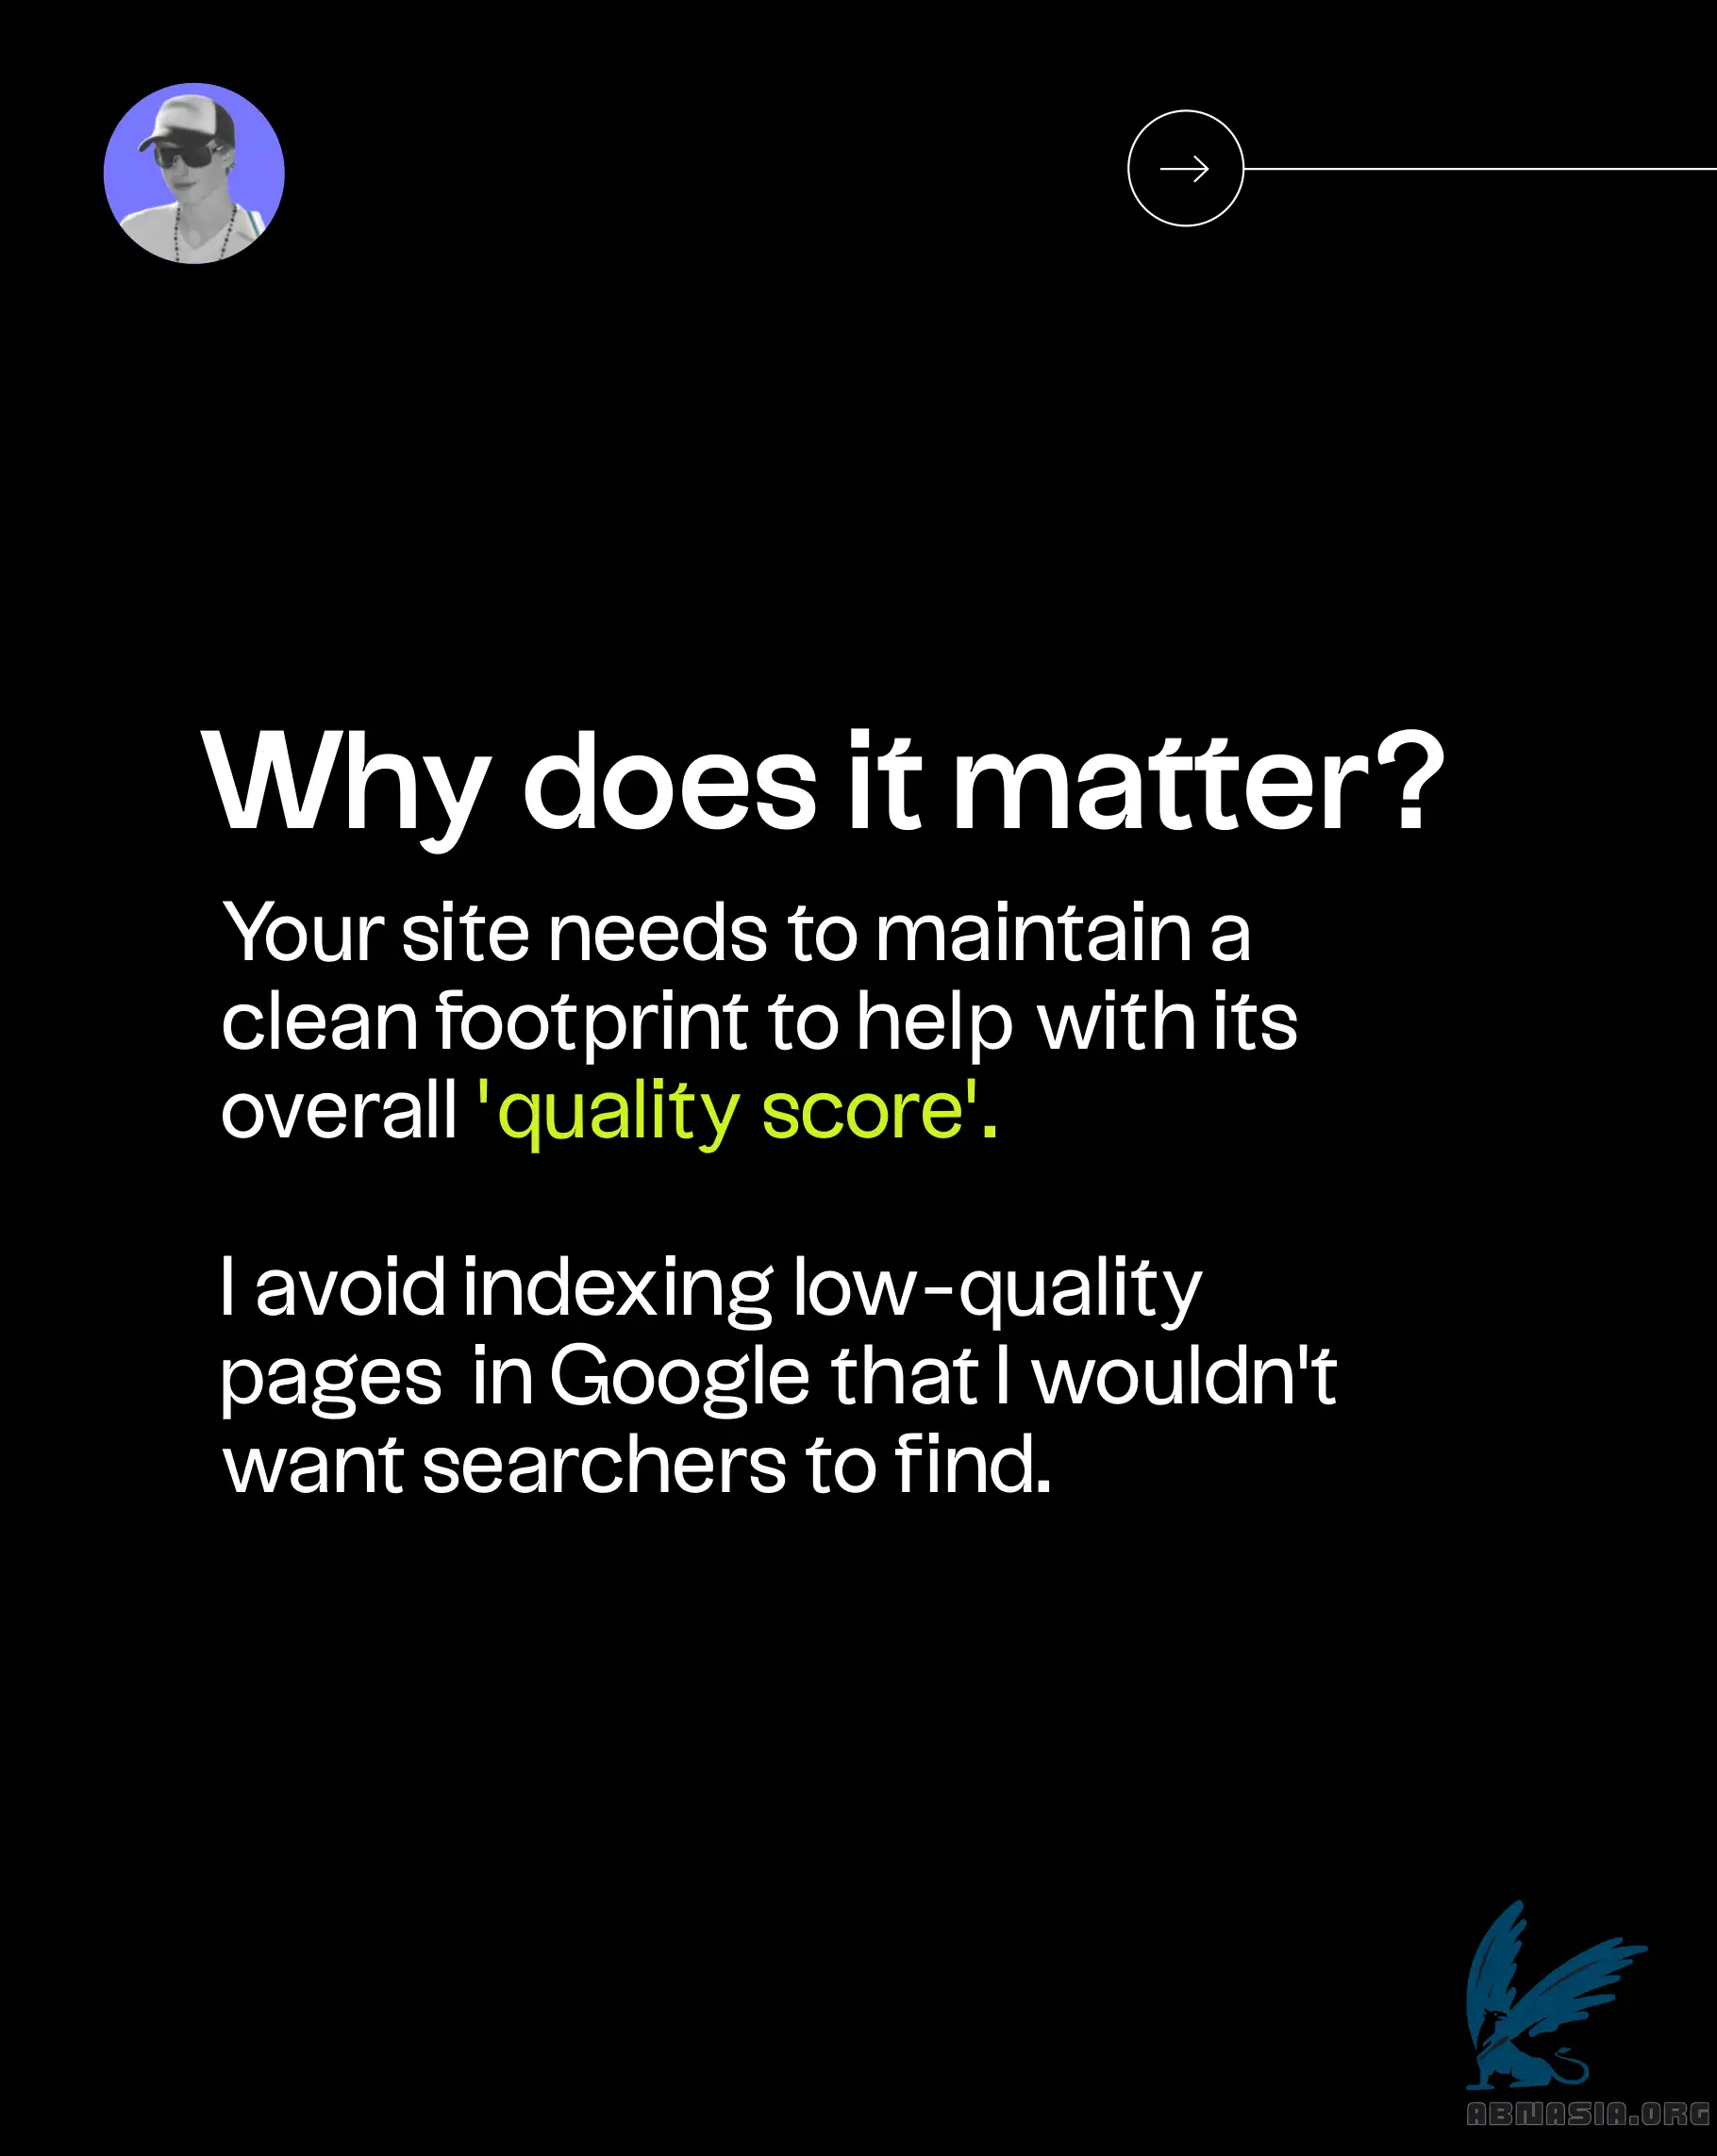 Why does it matter?
Your site needs to maintain a
clean footprint to help with its
overall 'quality score'.
I avoid indexing low-quality
pages in Google that I wouldn't
want searchers to find.
ABNASIA.ORG